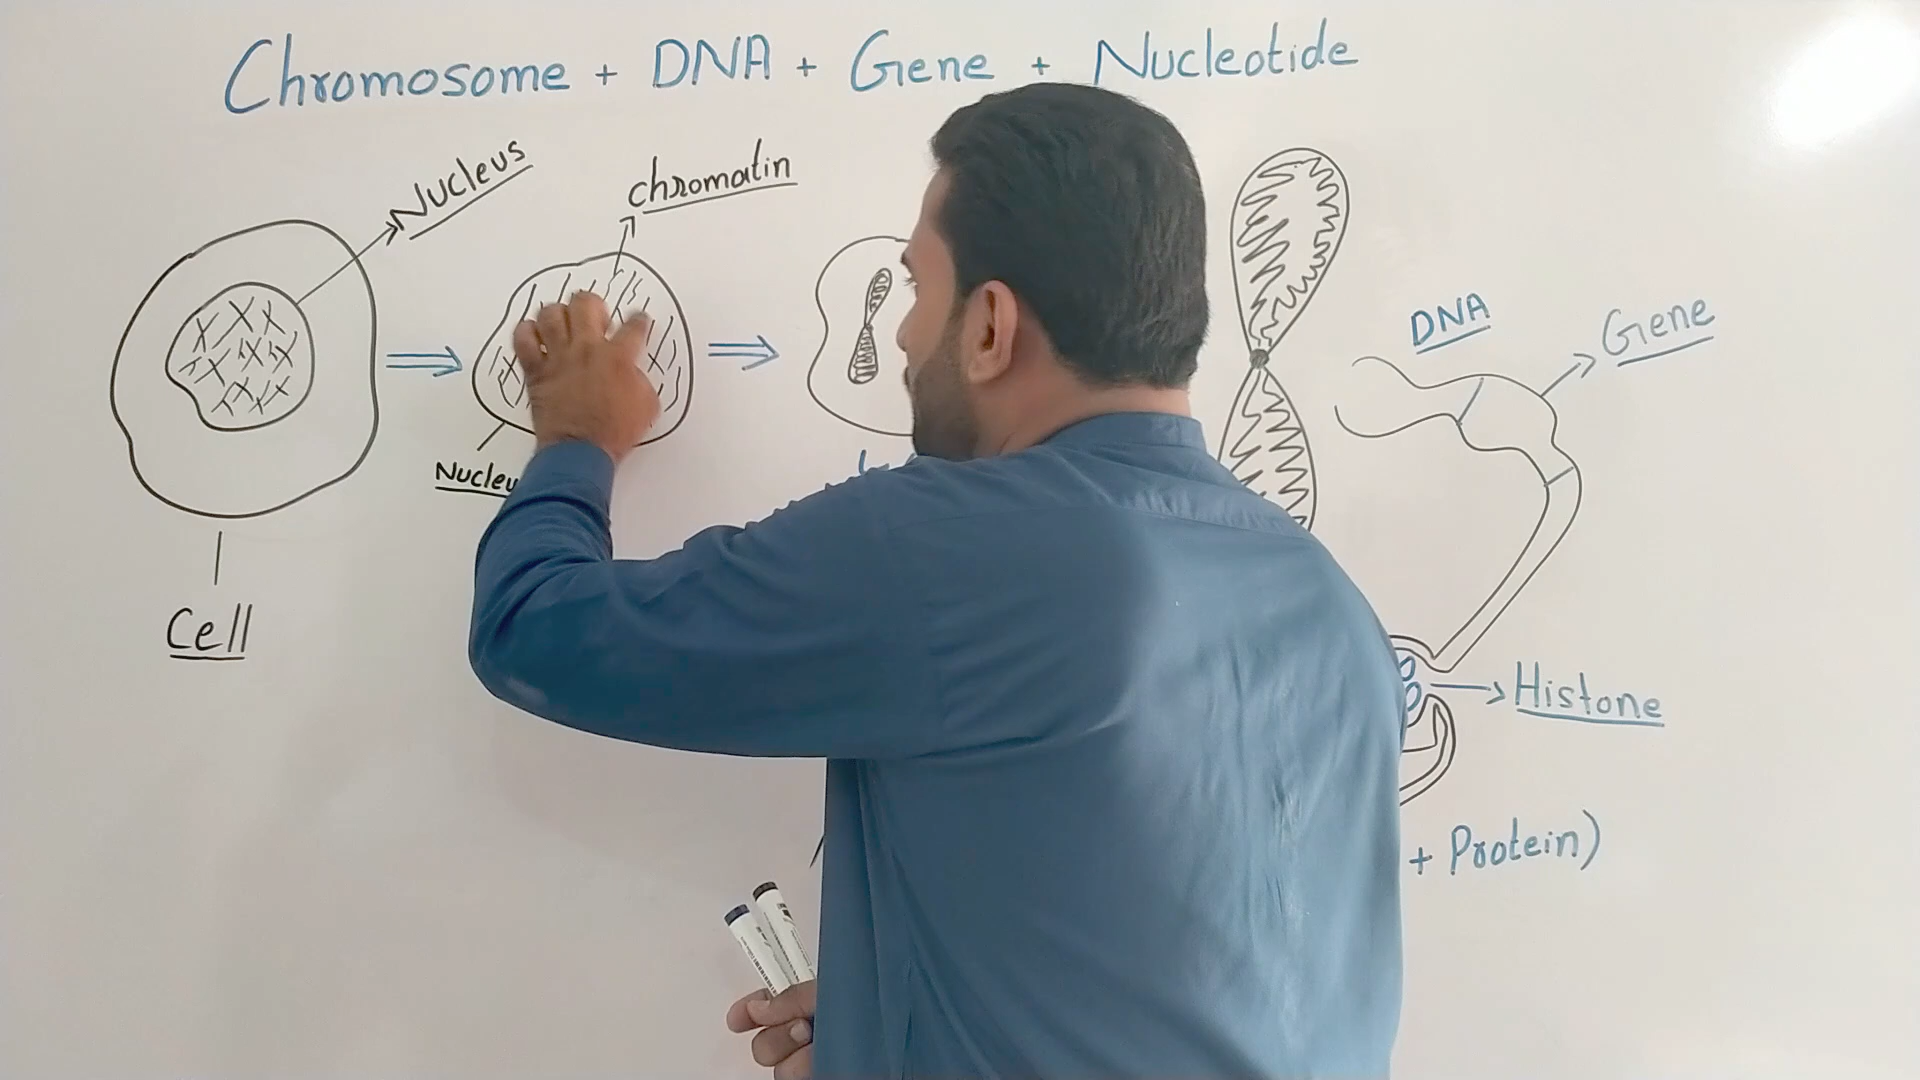 Chromosome + DNA + Gene + Nucleotide
Nucleus
chromatin
DNA
Gene
Cell
Histone
+ Protein)